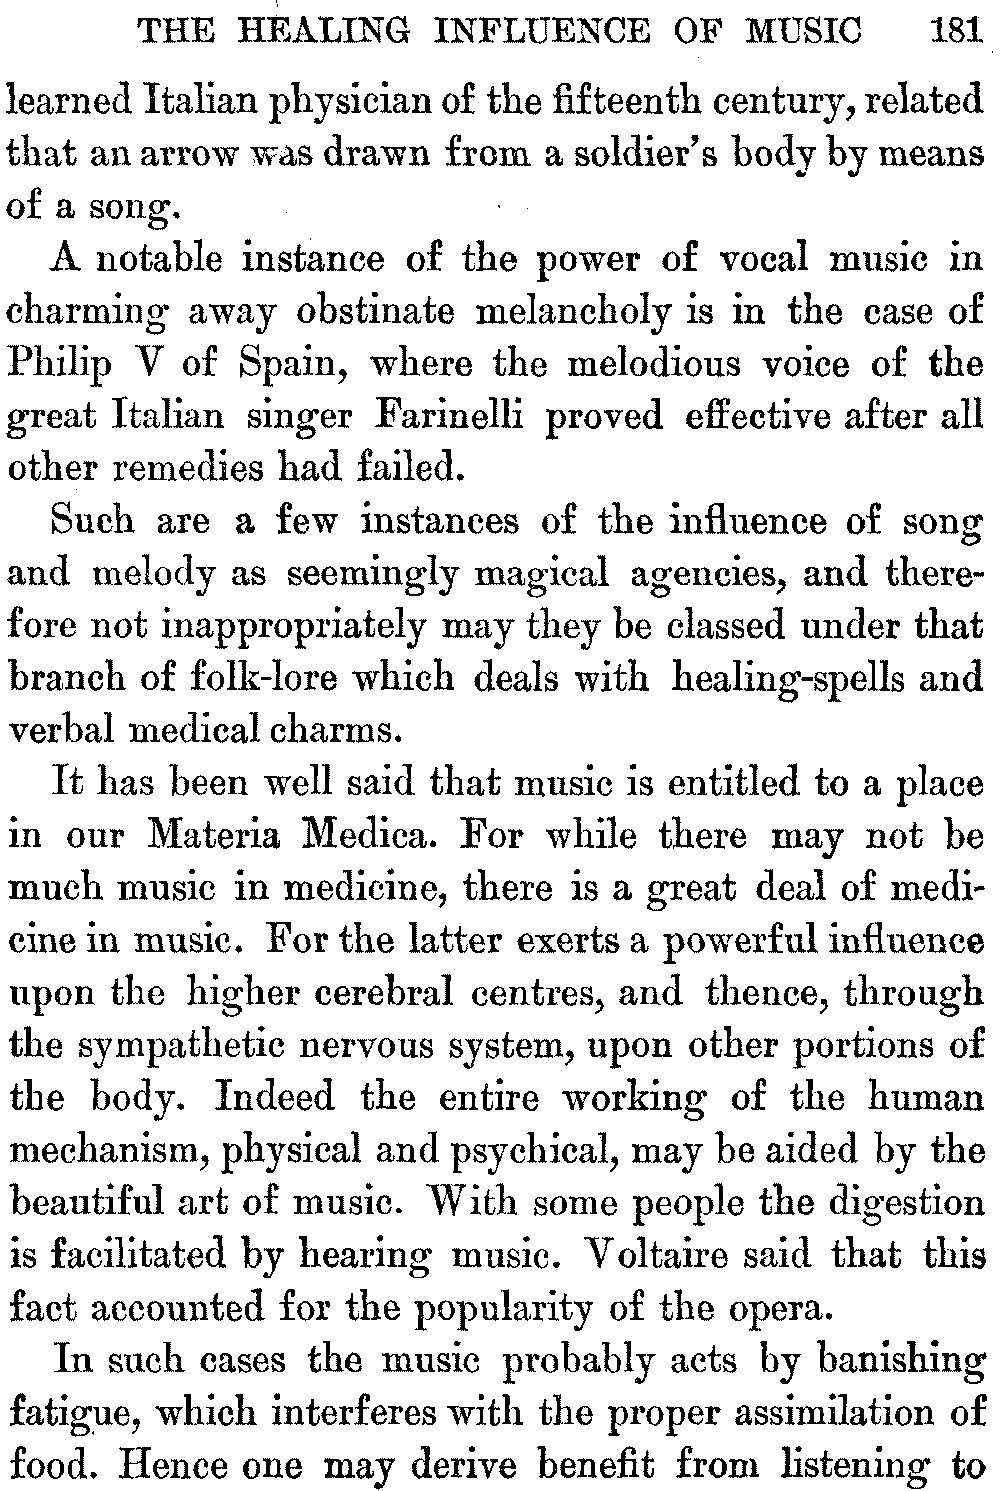 THE HEALING INFLUENCE OF MUSIC 181
learned Italian physician of the fifteenth century, related
that an arrow was drawn from a soldier's body by means
of a song.
A notable instance of the power of vocal music in
charming away obstinate melancholy is in the case of
Philip V of Spain, where the melodious voice of the
great Italian singer Farinelli proved effective after all
other remedies had failed.
Such are a few instances of the influence of song
and melody as seemingly magical agencies, and there-
fore not inappropriately may they be classed under that
branch of folk-lore which deals with healing-spells and
verbal medical charms.
It has been well said that music is entitled to a place
in our Materia Medica. For while there may not be
much music in medicine, there is a great deal of medi-
cine in music. For the latter exerts a powerful influence
upon the higher cerebral centres, and thence, through
the sympathetic nervous system, upon other portions of
the body. Indeed the entire working of the human
mechanism, physical and psychical, may be aided by the
beautiful art of music. With some people the digestion
is facilitated by hearing music. Voltaire said that this
fact accounted for the popularity of the opera.
In such cases the music probably acts by banishing
fatigue, which interferes with the proper assimilation of
food. Hence one may derive benefit from listening to